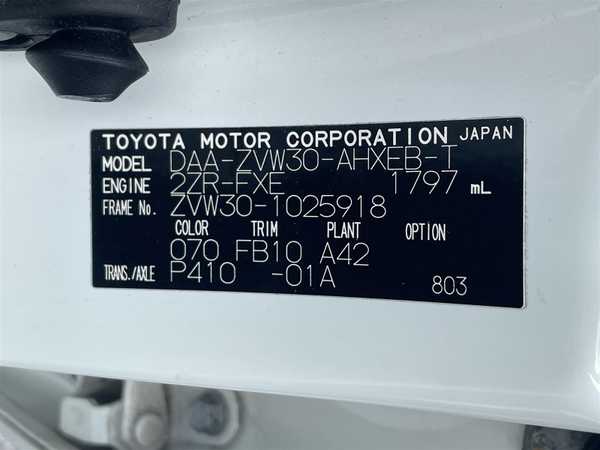 TOYOTA MOTOR CORPORATION JAPAN
MODEL DAA-ZVW30-AHXEB-T
ENGINE 2ZR-FXE 1797 mL
FRAME No. ZVW30-1025918
COLOR TRIM PLANT OPTION
070 FB10 A42
TRANS./AXLE P410 -01A 803